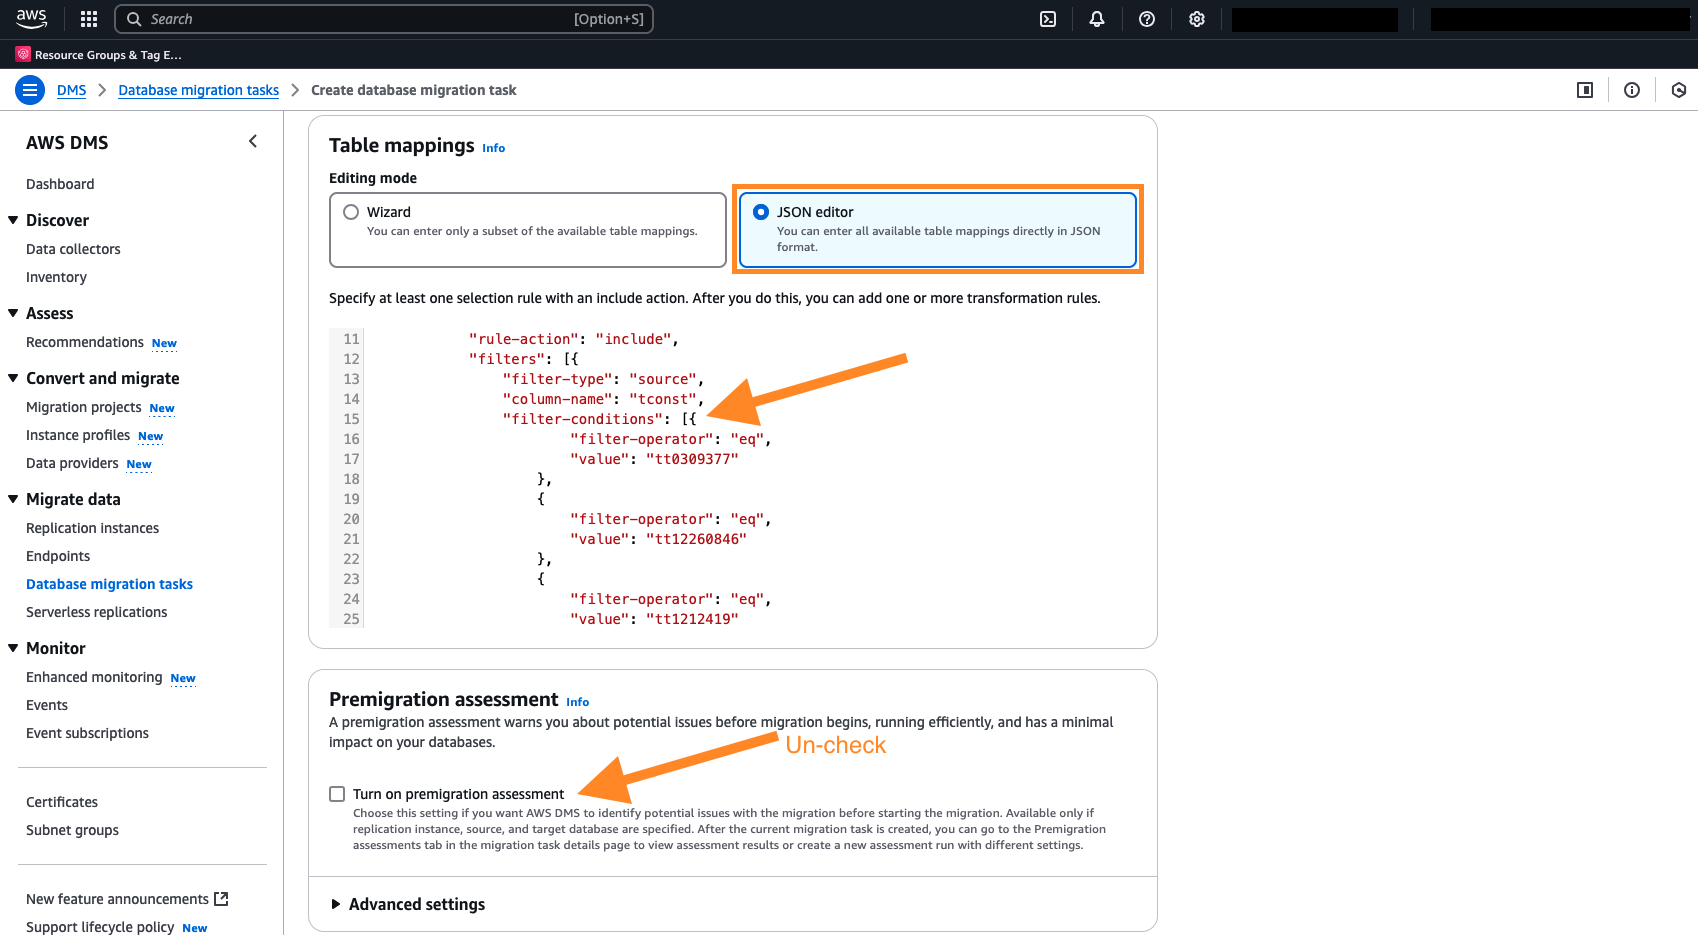 aws
Search
[Option+S]
Resource Groups & Tag E...
DMS
Database migration tasks
Create database migration task
AWS DMS
Dashboard
Discover
Data collectors
Inventory
Assess
Recommendations New
Convert and migrate
Migration projects New
Instance profiles New
Data providers New
Migrate data
Replication instances
Endpoints
Database migration tasks
Serverless replications
Monitor
Enhanced monitoring New
Events
Event subscriptions
Certificates
Subnet groups
New feature announcements
Support lifecycle policy New
Table mappings Info
Editing mode
Wizard
You can enter only a subset of the available table mappings.
JSON editor
You can enter all available table mappings directly in JSON
format.
Specify at least one selection rule with an include action. After you do this, you can add one or more transformation rules.
11 "rule-action": "include",
12 "filters": [{
13 "filter-type": "source",
14 "column-name": "tconst",
15 "filter-conditions": [{
16 "filter-operator": "eq",
17 "value": "tt0309377"
18 },
19 {
20 "filter-operator": "eq",
21 "value": "tt12260846"
22 },
23 {
24 "filter-operator": "eq",
25 "value": "tt1212419"
Premigration assessment Info
A premigration assessment warns you about potential issues before migration begins, running efficiently, and has a minimal
impact on your databases.
Un-check
Turn on premigration assessment
Choose this setting if you want AWS DMS to identify potential issues with the migration before starting the migration. Available only if
replication instance, source, and target database are specified. After the current migration task is created, you can go to the Premigration
assessments tab in the migration task details page to view assessment results or create a new assessment run with different settings.
Advanced settings